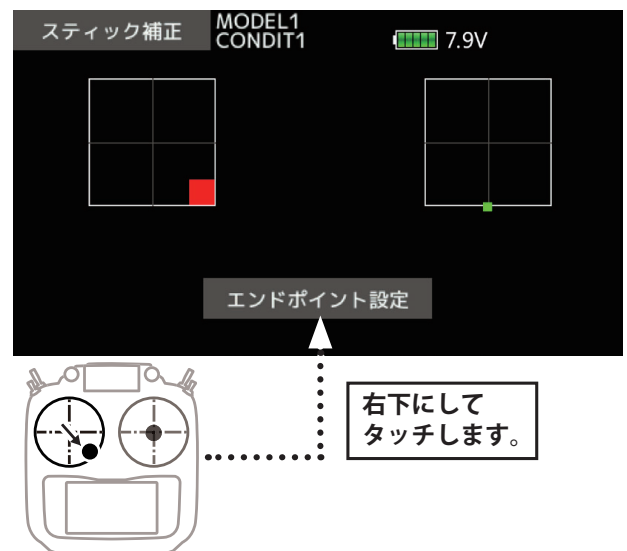 スティック補正
MODEL1
CONDIT1
7.9V
エンドポイント設定
右下にして
タッチします。